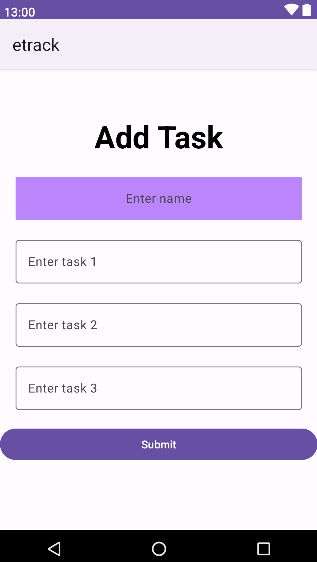 13:00
etrack
Add Task
Enter name
Enter task 1
Enter task 2
Enter task 3
Submit